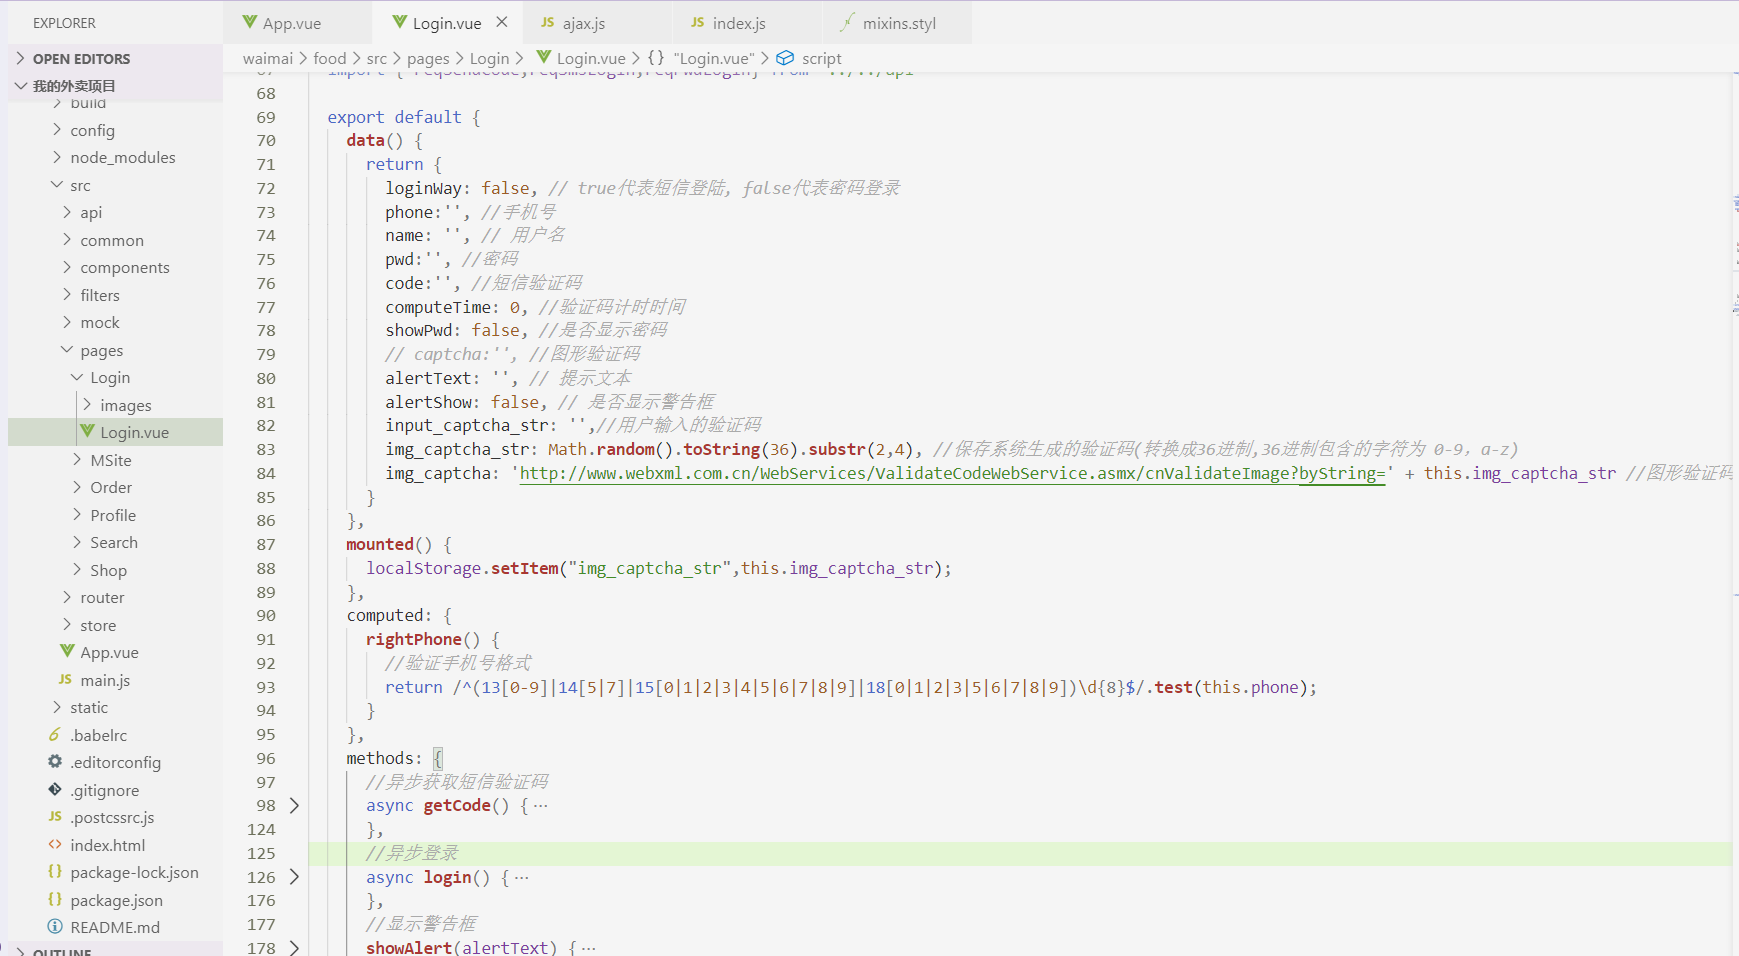 EXPLORER
OPEN EDITORS
我的外卖项目
build
config
node_modules
src
api
common
components
filters
mock
pages
Login
images
Login.vue
MSite
Order
Profile
Search
Shop
router
store
App.vue
JS main.js
static
.babelrc
.editorconfig
.gitignore
JS .postcssrc.js
<> index.html
{} package-lock.json
{} package.json
README.md
OUTLINE
App.vue Login.vue JS ajax.js JS index.js mixins.styl
waimai > food > src > pages > Login > Login.vue > {} "Login.vue" > script
67 import { reqSendCode,reqSmsLogin,reqPwdLogin} from '../../api'
68
69 export default {
70 data() {
71 return {
72 loginWay: false, // true代表短信登陆, false代表密码登录
73 phone:'', //手机号
74 name: '', // 用户名
75 pwd:'', //密码
76 code:'', //短信验证码
77 computeTime: 0, //验证码计时时间
78 showPwd: false, //是否显示密码
79 // captcha:'', //图形验证码
80 alertText: '', // 提示文本
81 alertShow: false, // 是否显示警告框
82 input_captcha_str: '',//用户输入的验证码
83 img_captcha_str: Math.random().toString(36).substr(2,4), //保存系统生成的验证码(转换成36进制,36进制包含的字符为 0-9，a-z)
84 img_captcha: 'http://www.webxml.com.cn/WebServices/ValidateCodeWebService.asmx/cnValidateImage?byString=' + this.img_captcha_str //图形验证码
85 }
86 },
87 mounted() {
88 localStorage.setItem("img_captcha_str",this.img_captcha_str);
89 },
90 computed: {
91 rightPhone() {
92 //验证手机号格式
93 return /^(13[0-9]|14[5|7]|15[0|1|2|3|4|5|6|7|8|9]|18[0|1|2|3|5|6|7|8|9])\d{8}$/.test(this.phone);
94 }
95 },
96 methods: {
97 //异步获取短信验证码
98 async getCode() {…
124 },
125 //异步登录
126 async login() {…
176 },
177 //显示警告框
178 showAlert(alertText) {…